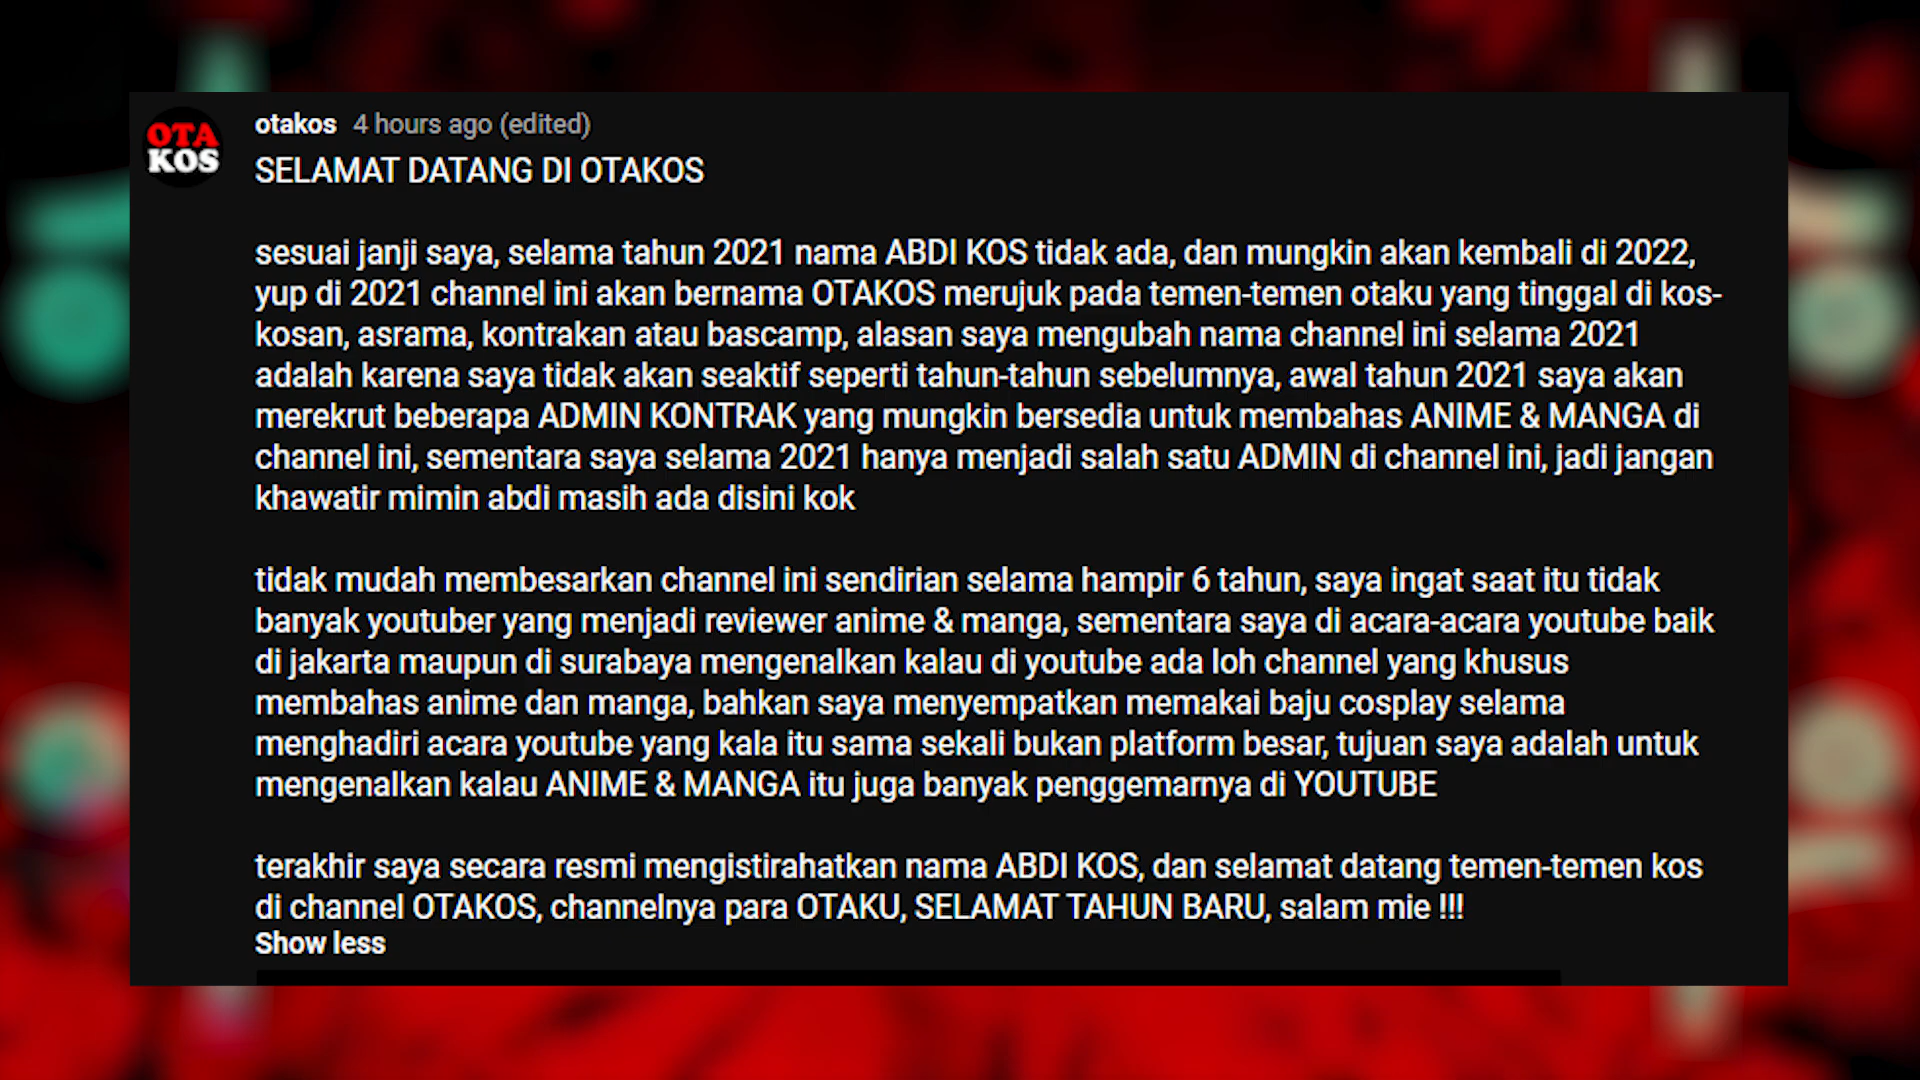 OTA
KOS
otakos 4 hours ago (edited)
SELAMAT DATANG DI OTAKOS
sesuai janji saya, selama tahun 2021 nama ABDI KOS tidak ada, dan mungkin akan kembali di 2022,
yup di 2021 channel ini akan bernama OTAKOS merujuk pada temen-temen otaku yang tinggal di kos-
kosan, asrama, kontrakan atau bascamp, alasan saya mengubah nama channel ini selama 2021
adalah karena saya tidak akan seaktif seperti tahun-tahun sebelumnya, awal tahun 2021 saya akan
merekrut beberapa ADMIN KONTRAK yang mungkin bersedia untuk membahas ANIME & MANGA di
channel ini, sementara saya selama 2021 hanya menjadi salah satu ADMIN di channel ini, jadi jangan
khawatir mimin abdi masih ada disini kok
tidak mudah membesarkan channel ini sendirian selama hampir 6 tahun, saya ingat saat itu tidak
banyak youtuber yang menjadi reviewer anime & manga, sementara saya di acara-acara youtube baik
di jakarta maupun di surabaya mengenalkan kalau di youtube ada loh channel yang khusus
membahas anime dan manga, bahkan saya menyempatkan memakai baju cosplay selama
menghadiri acara youtube yang kala itu sama sekali bukan platform besar, tujuan saya adalah untuk
mengenalkan kalau ANIME & MANGA itu juga banyak penggemarnya di YOUTUBE
terakhir saya secara resmi mengistirahatkan nama ABDI KOS, dan selamat datang temen-temen kos
di channel OTAKOS, channelnya para OTAKU, SELAMAT TAHUN BARU, salam mie !!!
Show less